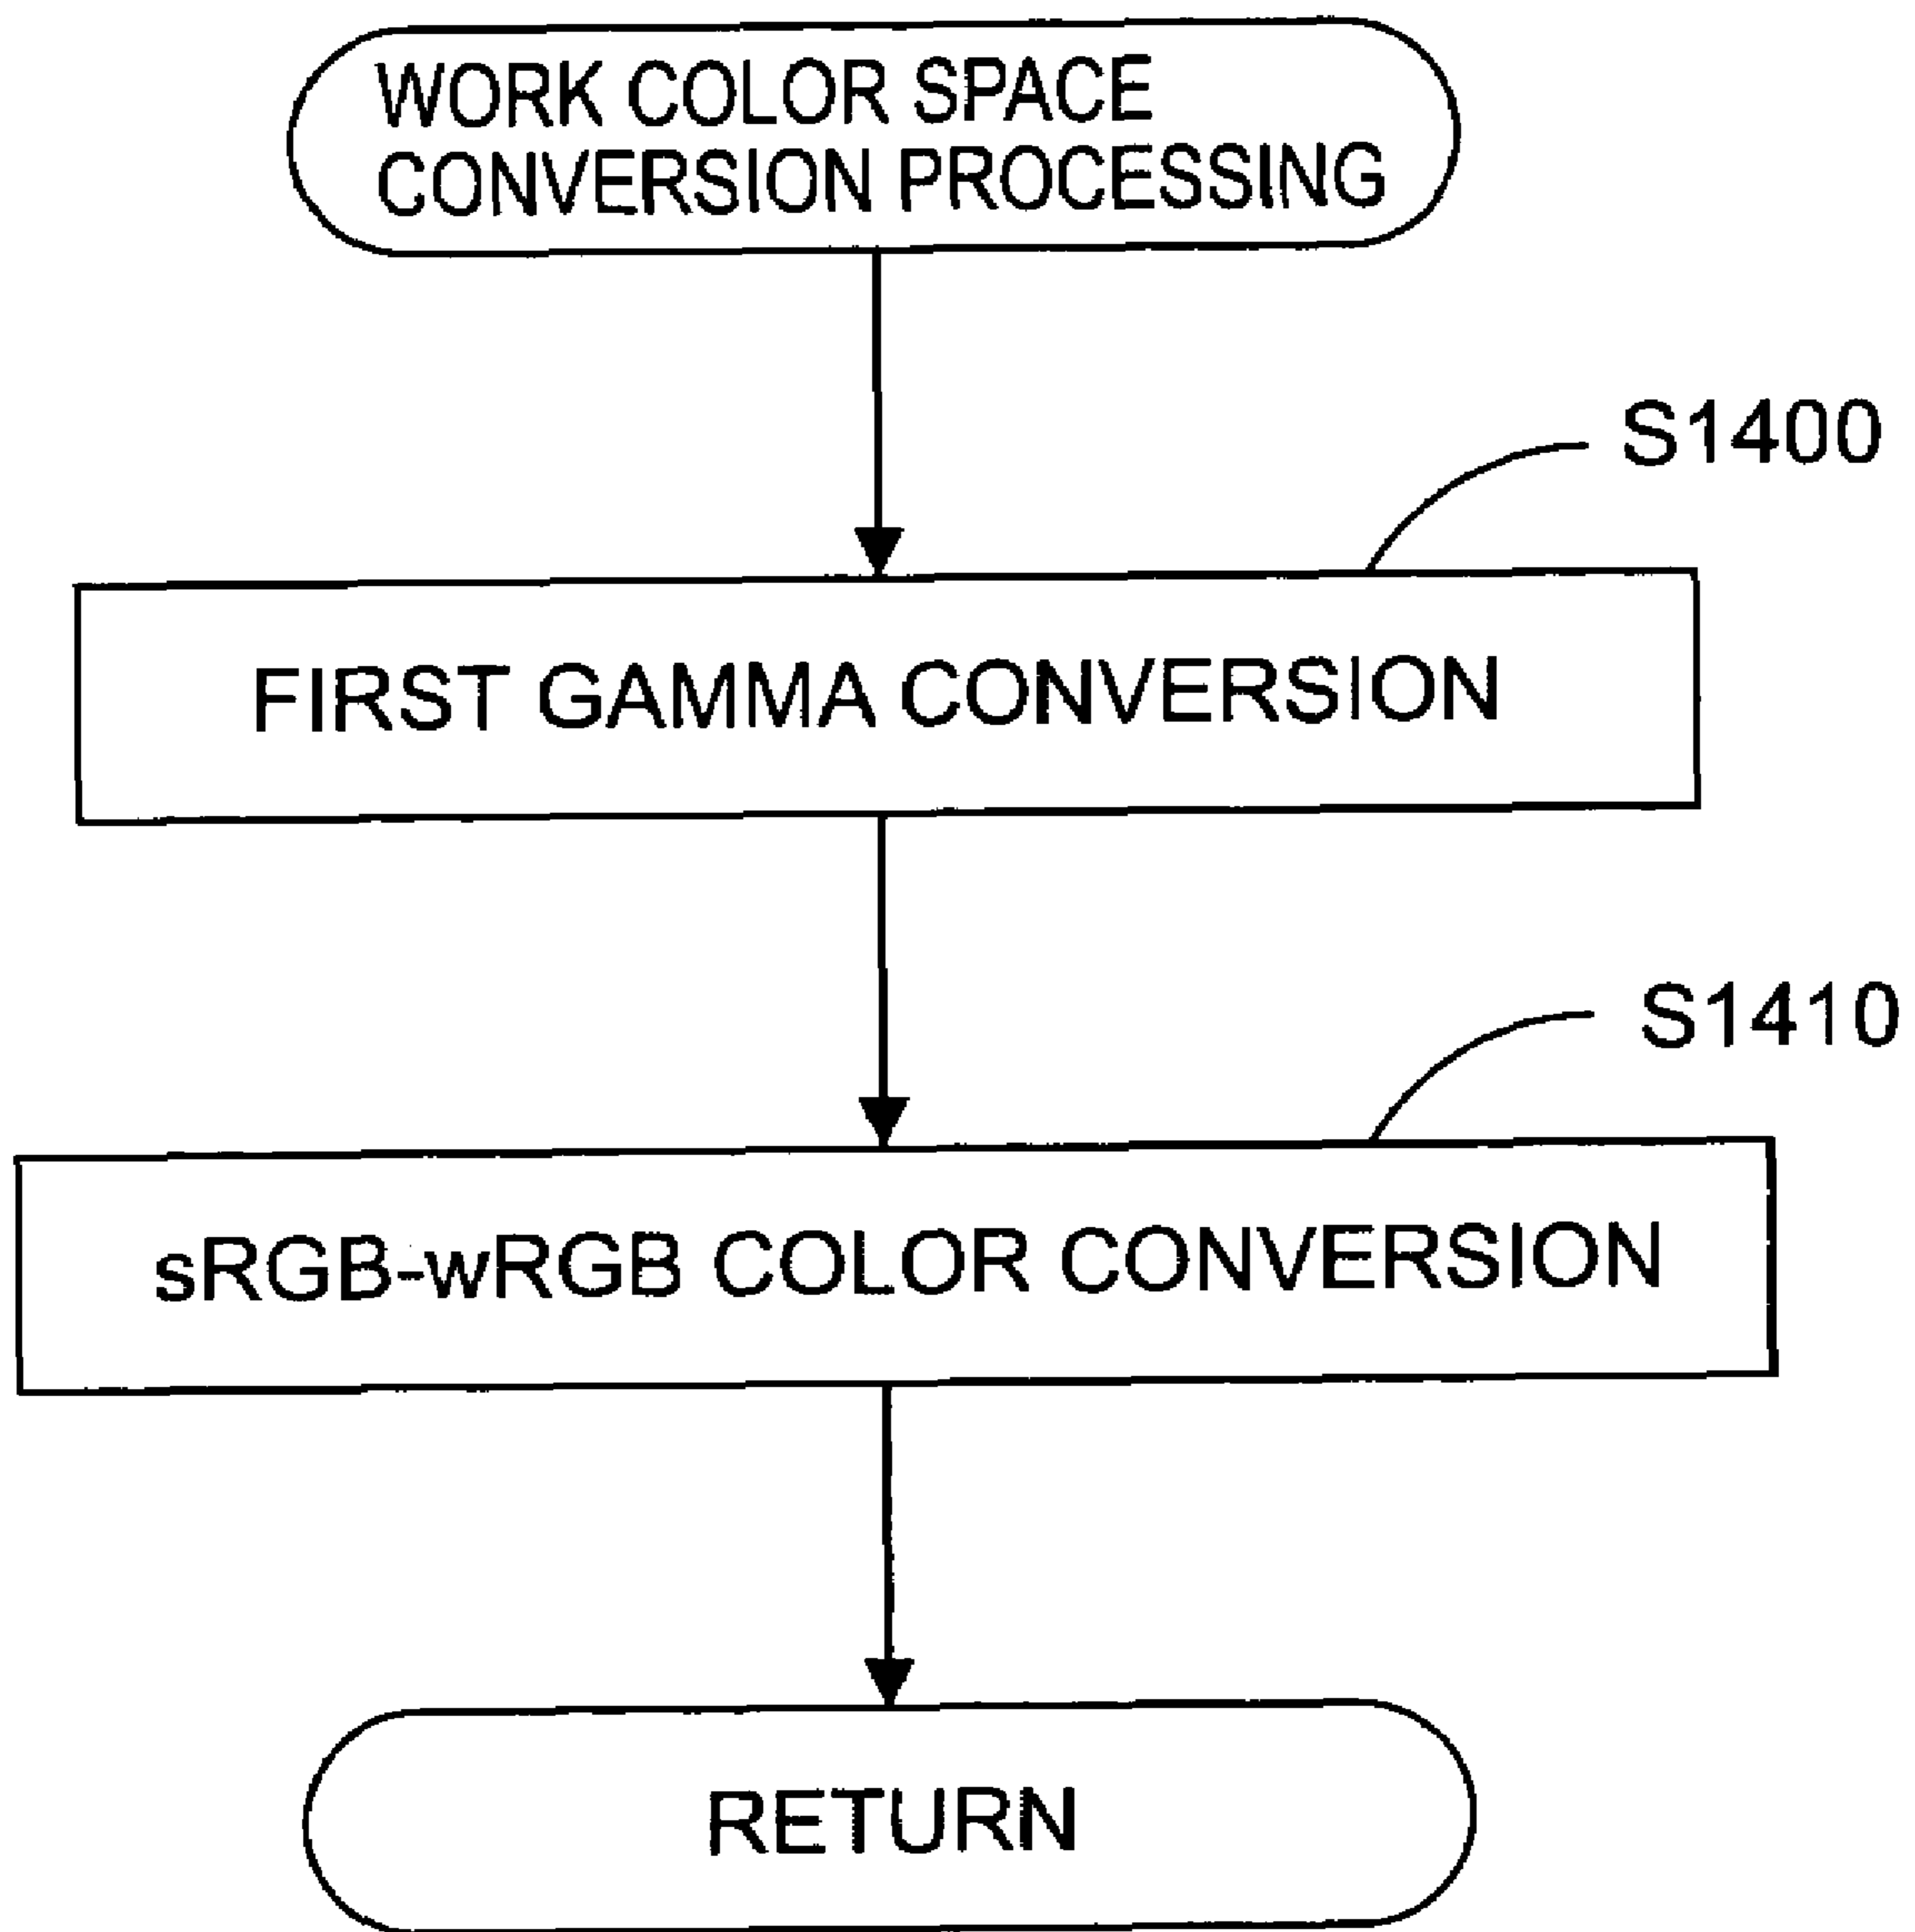 WORK COLOR SPACE
CONVERSION PROCESSING
S1400
FIRST GAMMA CONVERSION
S1410
sRGB-wRGB COLOR CONVERSION
RETURN